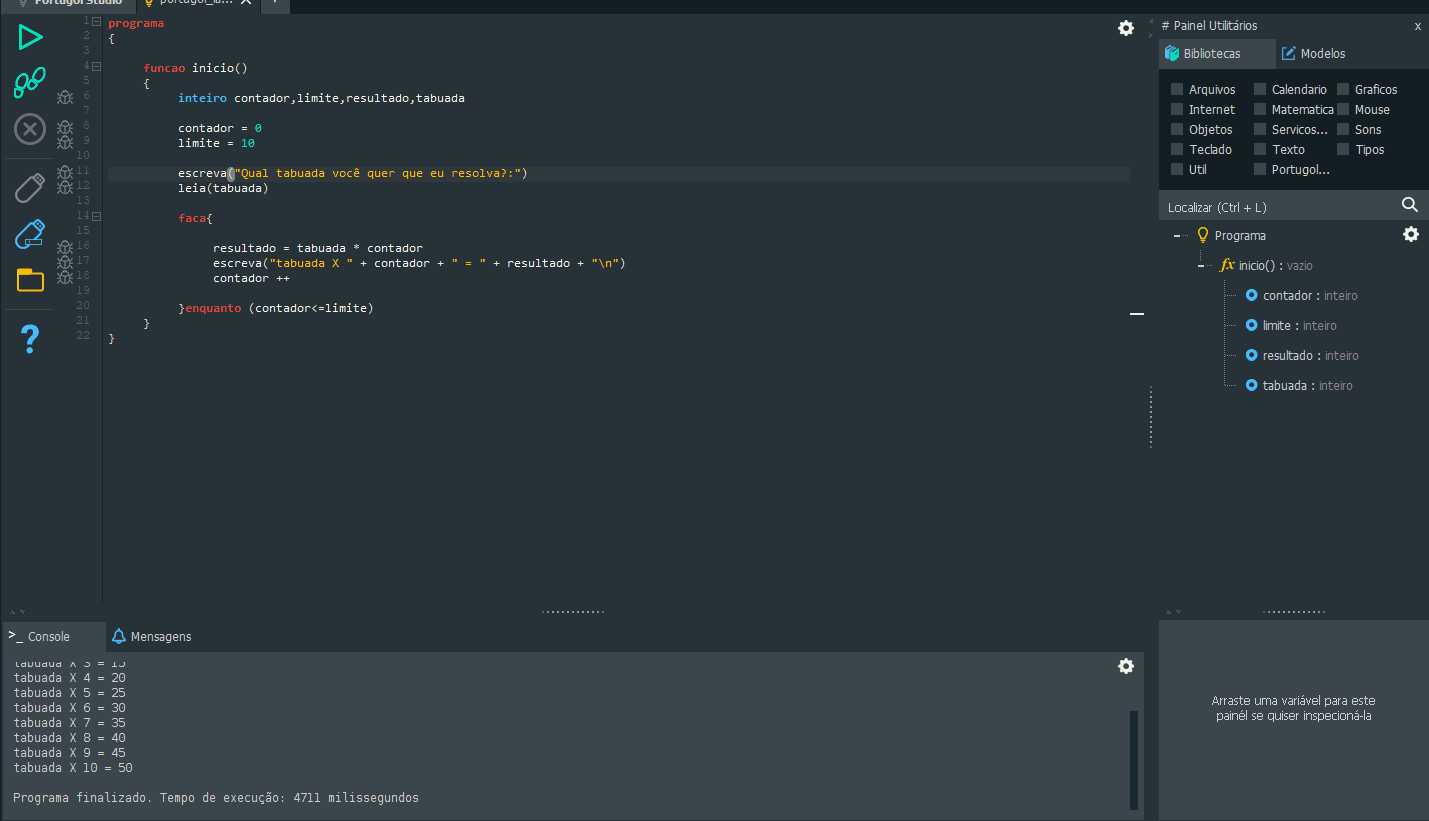 PortugolStudio
portugol_la...
programa
{
funcao inicio()
{
inteiro contador,limite,resultado,tabuada
contador = 0
limite = 10
escreva("Qual tabuada você quer que eu resolva?:")
leia(tabuada)
faca{
resultado = tabuada * contador
escreva("tabuada X " + contador + " = " + resultado + "\n")
contador ++
}enquanto (contador<=limite)
}
}
1
2
3
4
5
6
7
8
9
10
11
12
13
14
15
16
17
18
19
20
21
22
# Painel Utilitários x
Bibliotecas Modelos
Arquivos Calendario Graficos
Internet Matematica Mouse
Objetos Servicos... Sons
Teclado Texto Tipos
Util Portugol...
Localizar (Ctrl + L)
Programa
fx inicio() : vazio
contador : inteiro
limite : inteiro
resultado : inteiro
tabuada : inteiro
>_ Console Mensagens
tabuada X 3 = 15
tabuada X 4 = 20
tabuada X 5 = 25
tabuada X 6 = 30
tabuada X 7 = 35
tabuada X 8 = 40
tabuada X 9 = 45
tabuada X 10 = 50
Programa finalizado. Tempo de execução: 4711 milissegundos
Arraste uma variável para este
painél se quiser inspecioná-la